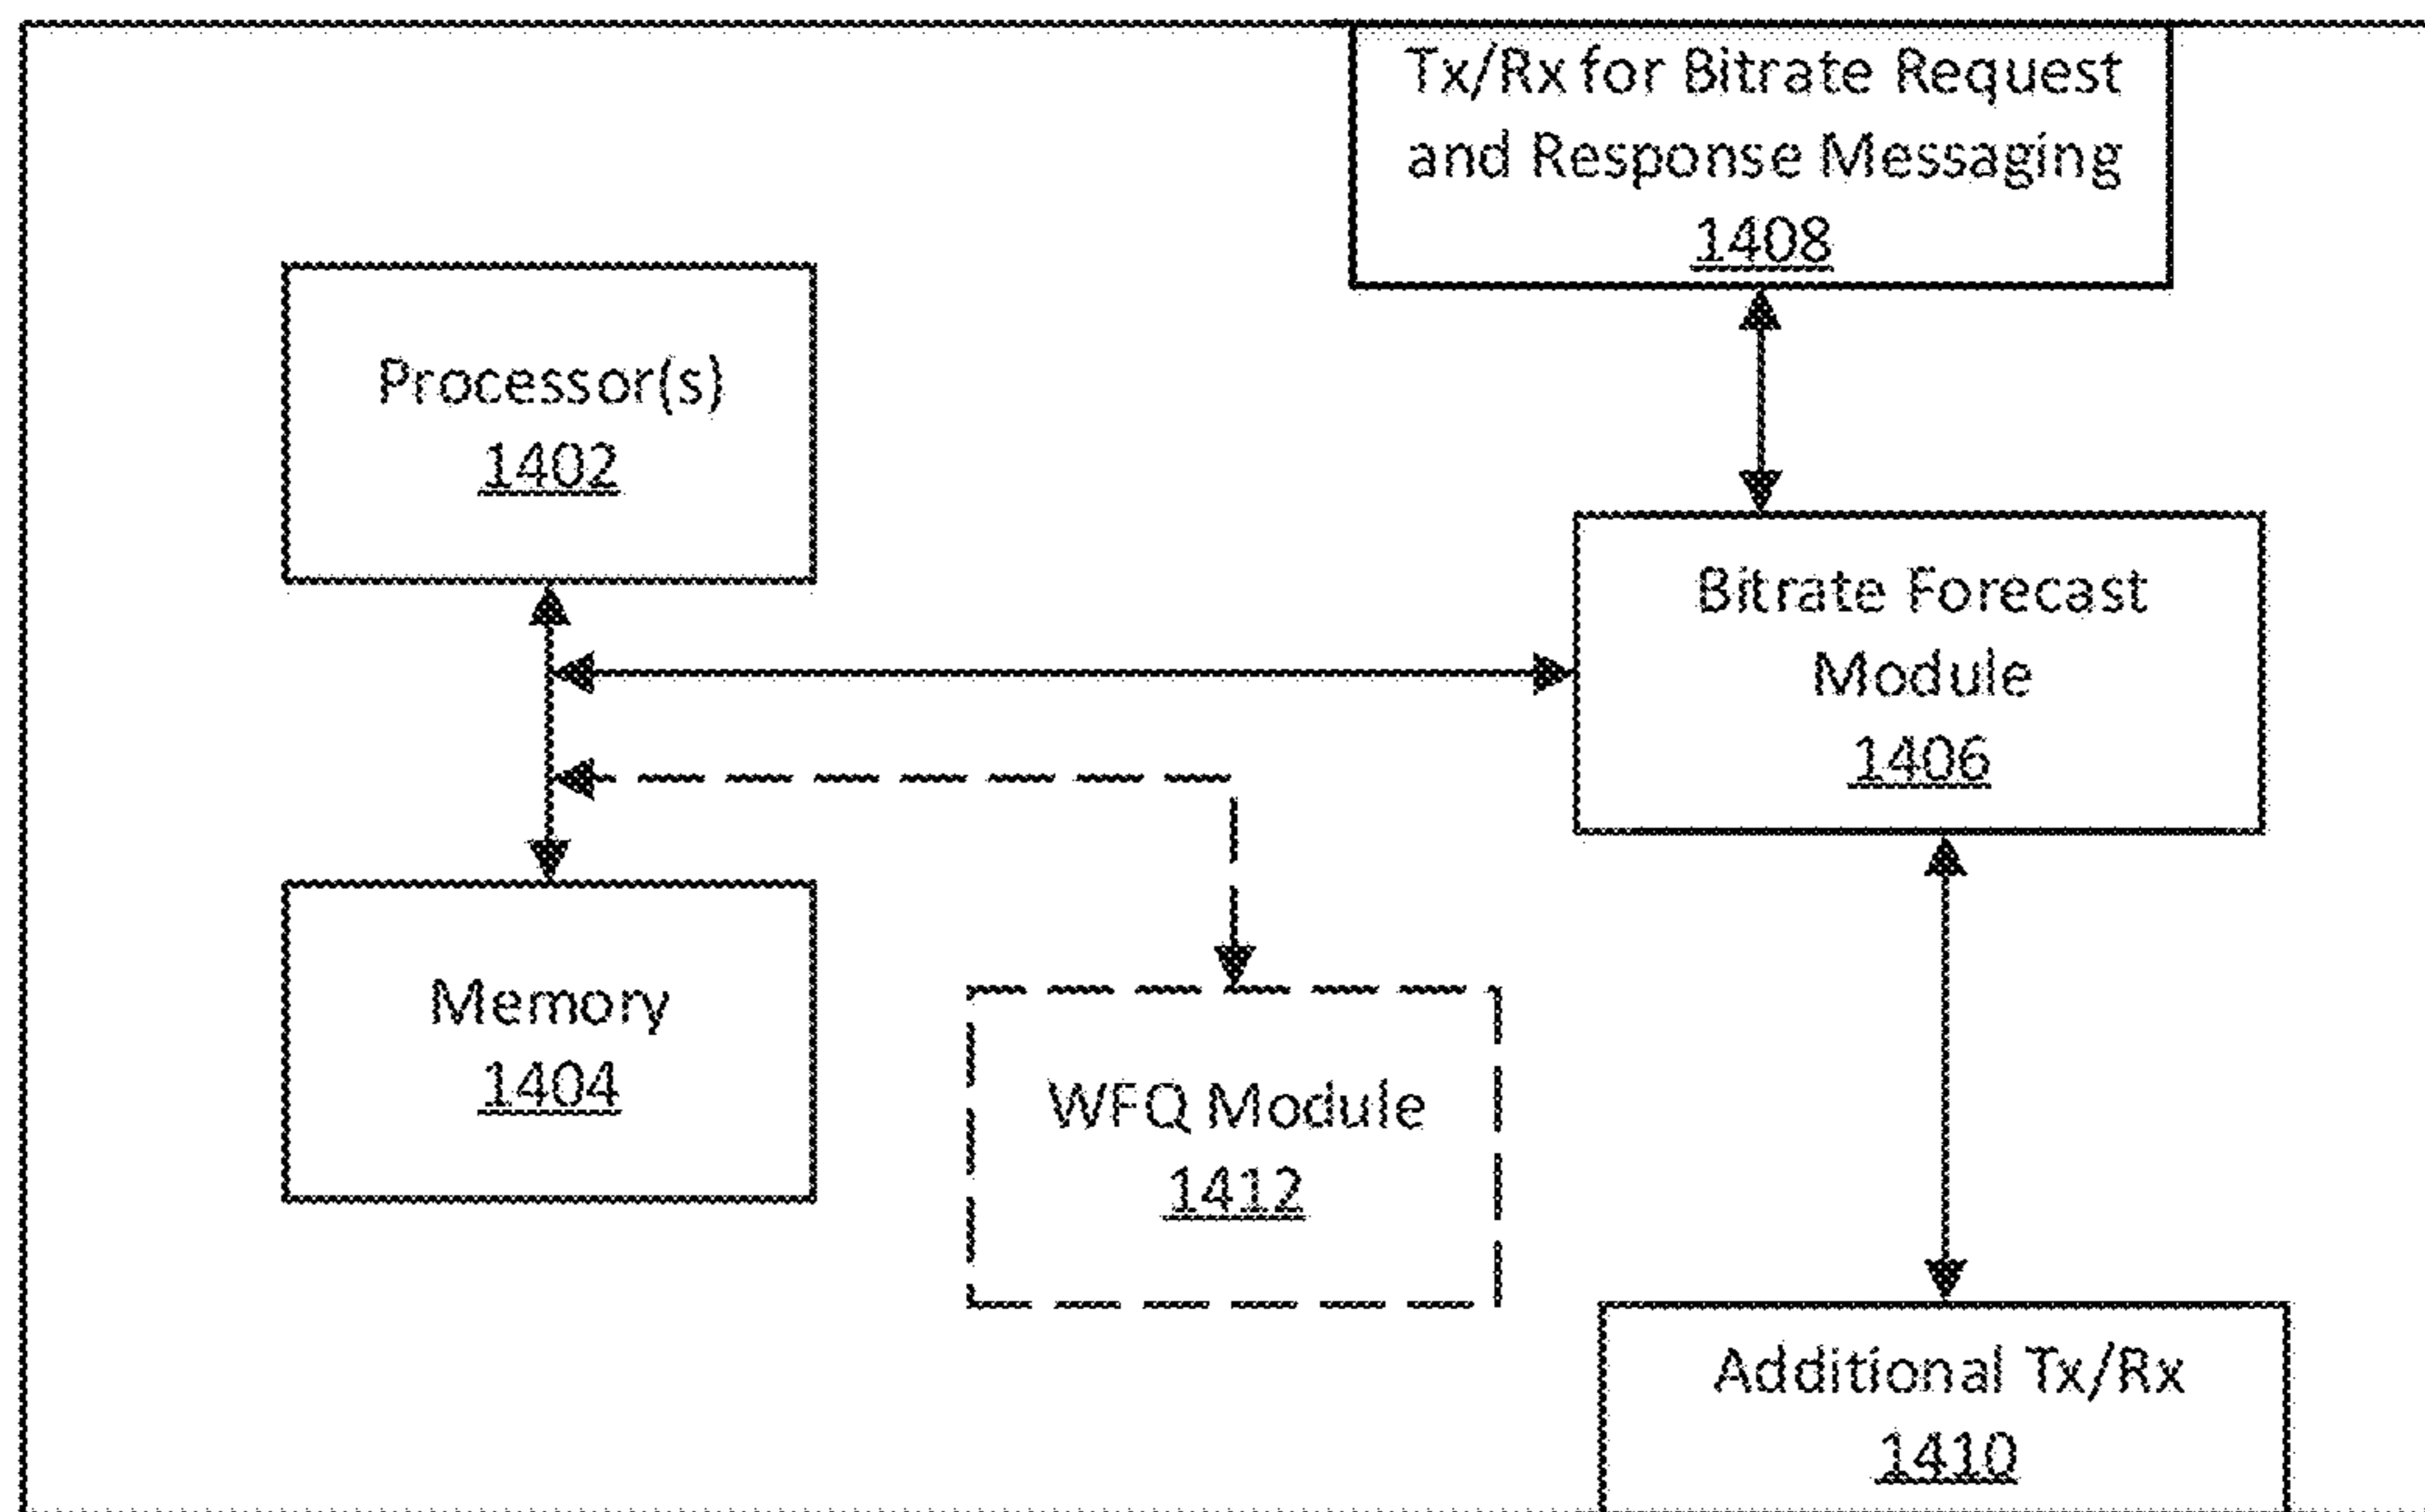 Tx/Rx for Bitrate Request
and Response Messaging
1408
Processor(s)
1402
Bitrate Forecast
Module
1406
Memory
1404
WFQ Module
1412
Additional Tx/Rx
1410